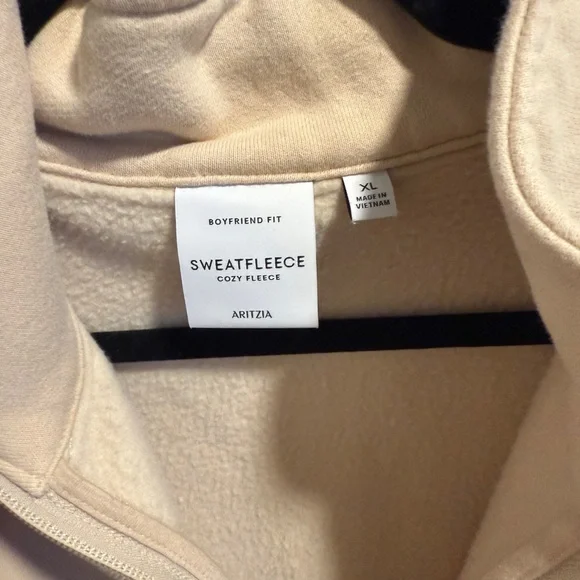 BOYFRIEND FIT
SWEATFLEECE
COZY FLEECE
ARITZIA
XL
MADE IN
VIETNAM